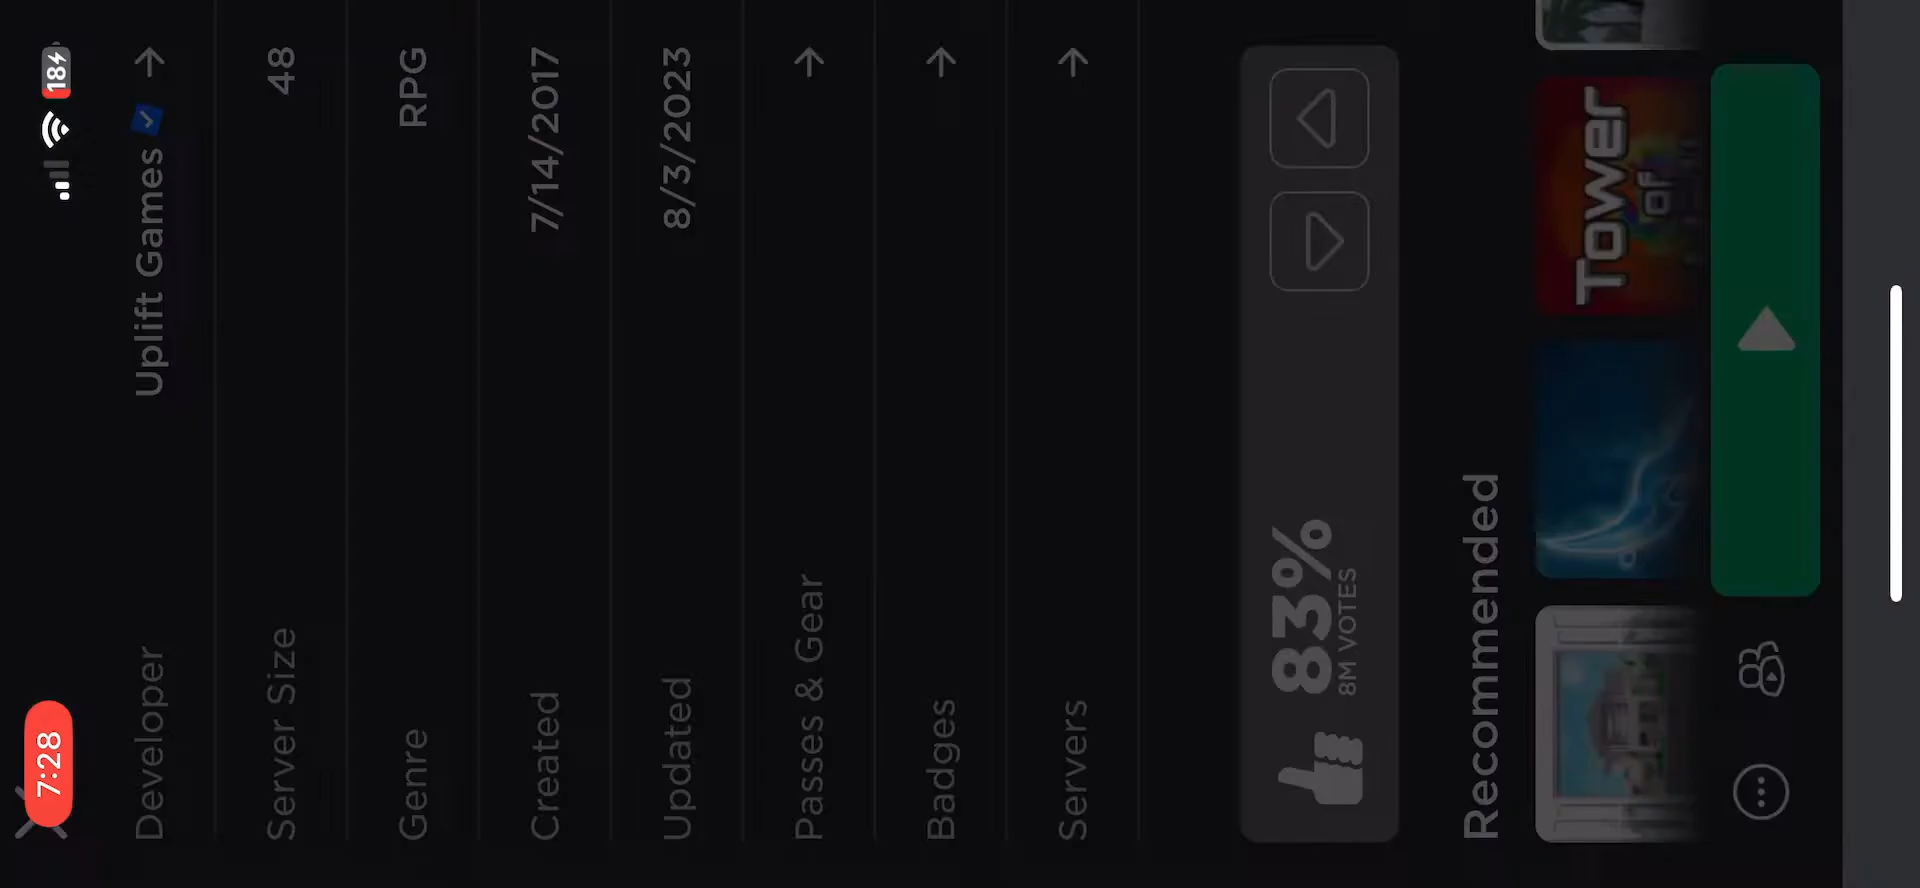 7:28
18
Developer Uplift Games
Server Size 48
Genre RPG
Created 7/14/2017
Updated 8/3/2023
Passes & Gear
Badges
Servers
83%
8M VOTES
Recommended
TOWER
of